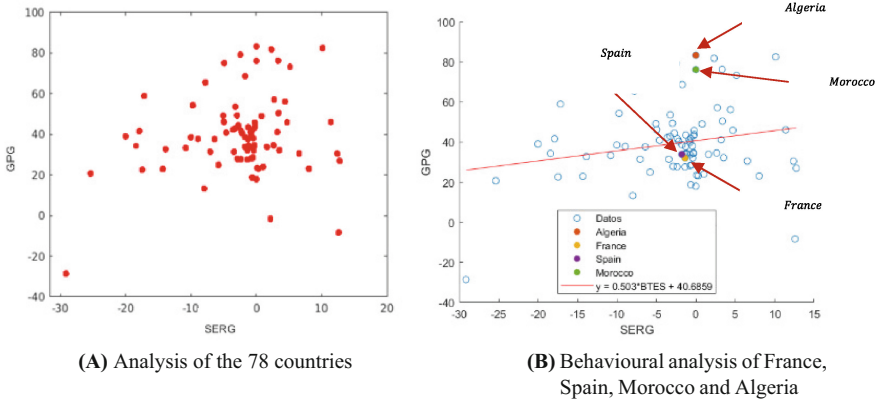 100
80
60
40
20
0
20
40
GPG
-30
-20
-10
0
10
20
SERG
(A) Analysis of the 78 countries
100
80
60
40
20
0
-20
-40
GPG
-30
-25
-20
-15
-10
-5
0
5
10
15
SERG
Algeria
Spain
Morocco
France
Datos
Algeria
France
Spain
Morocco
y = 0.503*BTES + 40.6859
(B) Behavioural analysis of France,
Spain, Morocco and Algeria